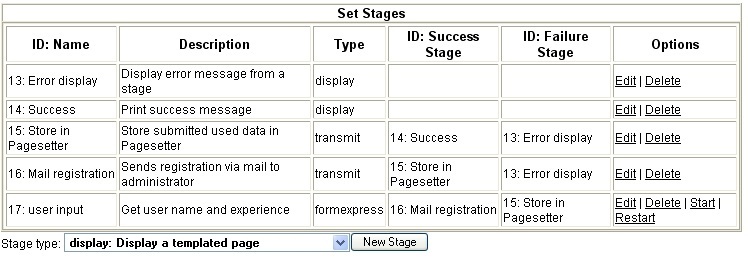 Set Stages
ID: Name Description Type ID: Success Stage ID: Failure Stage Options
13: Error display Display error message from a stage display Edit | Delete
14: Success Print success message display Edit | Delete
15: Store in Pagesetter Store submitted used data in Pagesetter transmit 14: Success 13: Error display Edit | Delete
16: Mail registration Sends registration via mail to administrator transmit 15: Store in Pagesetter 13: Error display Edit | Delete
17: user input Get user name and experience formexpress 16: Mail registration 15: Store in Pagesetter Edit | Delete | Start | Restart
Stage type: display: Display a templated page New Stage